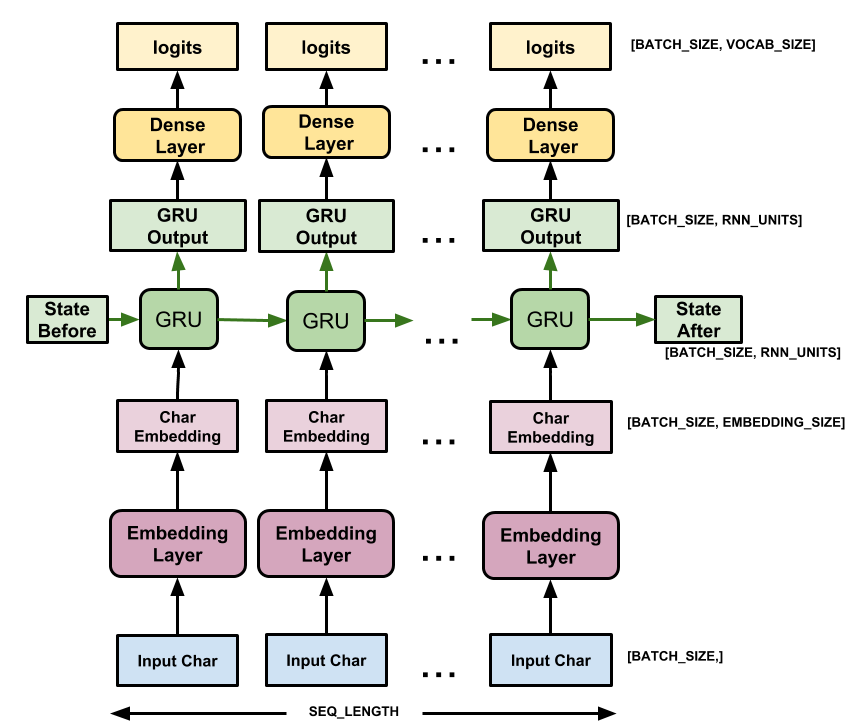 logits logits ... logits [BATCH_SIZE, VOCAB_SIZE]
Dense Dense Dense
Layer Layer ... Layer
GRU GRU GRU [BATCH_SIZE, RNN_UNITS]
Output Output ... Output
State GRU GRU GRU State
Before ... After
[BATCH_SIZE, RNN_UNITS]
Char Char Char [BATCH_SIZE, EMBEDDING_SIZE]
Embedding Embedding ... Embedding
Embedding Embedding Embedding
Layer Layer ... Layer
Input Char Input Char ... Input Char [BATCH_SIZE,]
SEQ_LENGTH